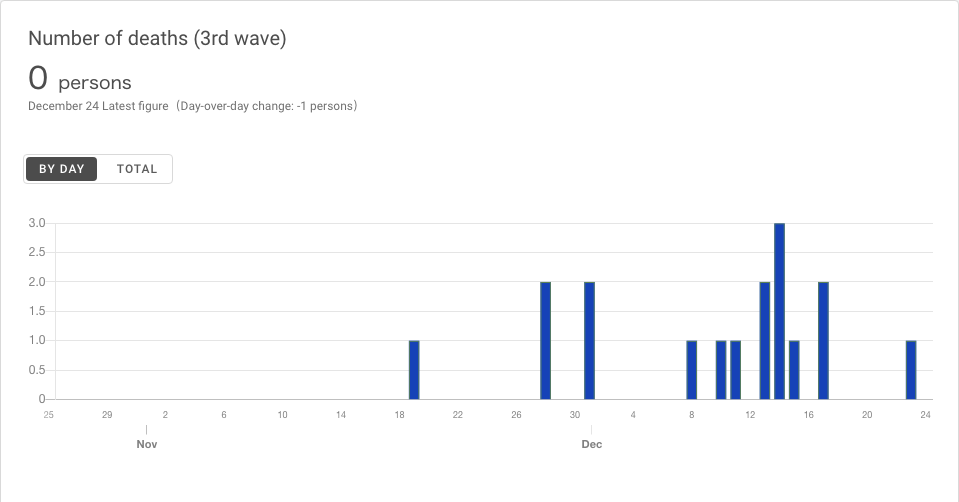 Number of deaths (3rd wave)
0 persons
December 24 Latest figure（Day-over-day change: -1 persons）
BY DAY TOTAL
3.0
2.5
2.0
1.5
1.0
0.5
0
25 29 2 6 10 14 18 22 26 30 4 8 12 16 20 24
Nov Dec